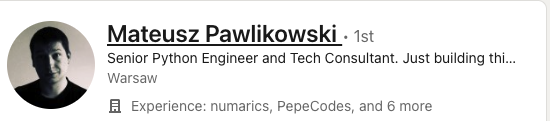 Mateusz Pawlikowski · 1st
Senior Python Engineer and Tech Consultant. Just building thi...
Warsaw
Experience: numarics, PepeCodes, and 6 more